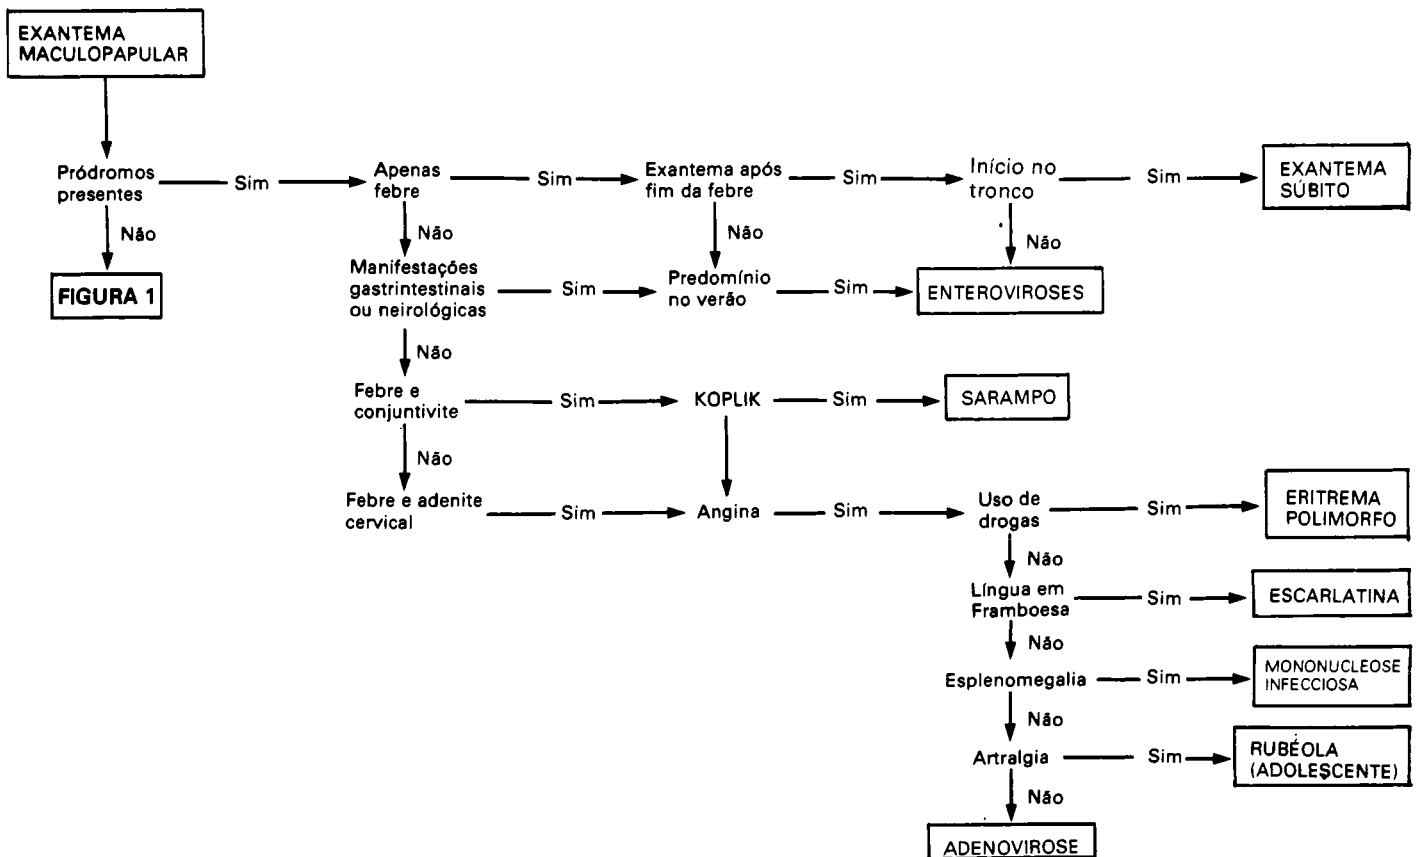 EXANTEMA
MACULOPAPULAR
Pródromos
presentes
Sim
Apenas
febre
Sim
Exantema após
fim da febre
Sim
Início no
tronco
Sim
EXANTEMA
SÚBITO
Não
Não
Não
Não
FIGURA 1
Manifestações
gastrintestinais
ou neirológicas
Sim
Predomínio
no verão
Sim
ENTEROVIROSES
Não
Febre e
conjuntivite
Sim
KOPLIK
Sim
SARAMPO
Não
Febre e adenite
cervical
Sim
Angina
Sim
Uso de
drogas
Sim
ERITREMA
POLIMORFO
Não
Língua em
Framboesa
Sim
ESCARLATINA
Não
Esplenomegalia
Sim
MONONUCLEOSE
INFECCIOSA
Não
Artralgia
Sim
RUBÉOLA
(ADOLESCENTE)
Não
ADENOVIROSE